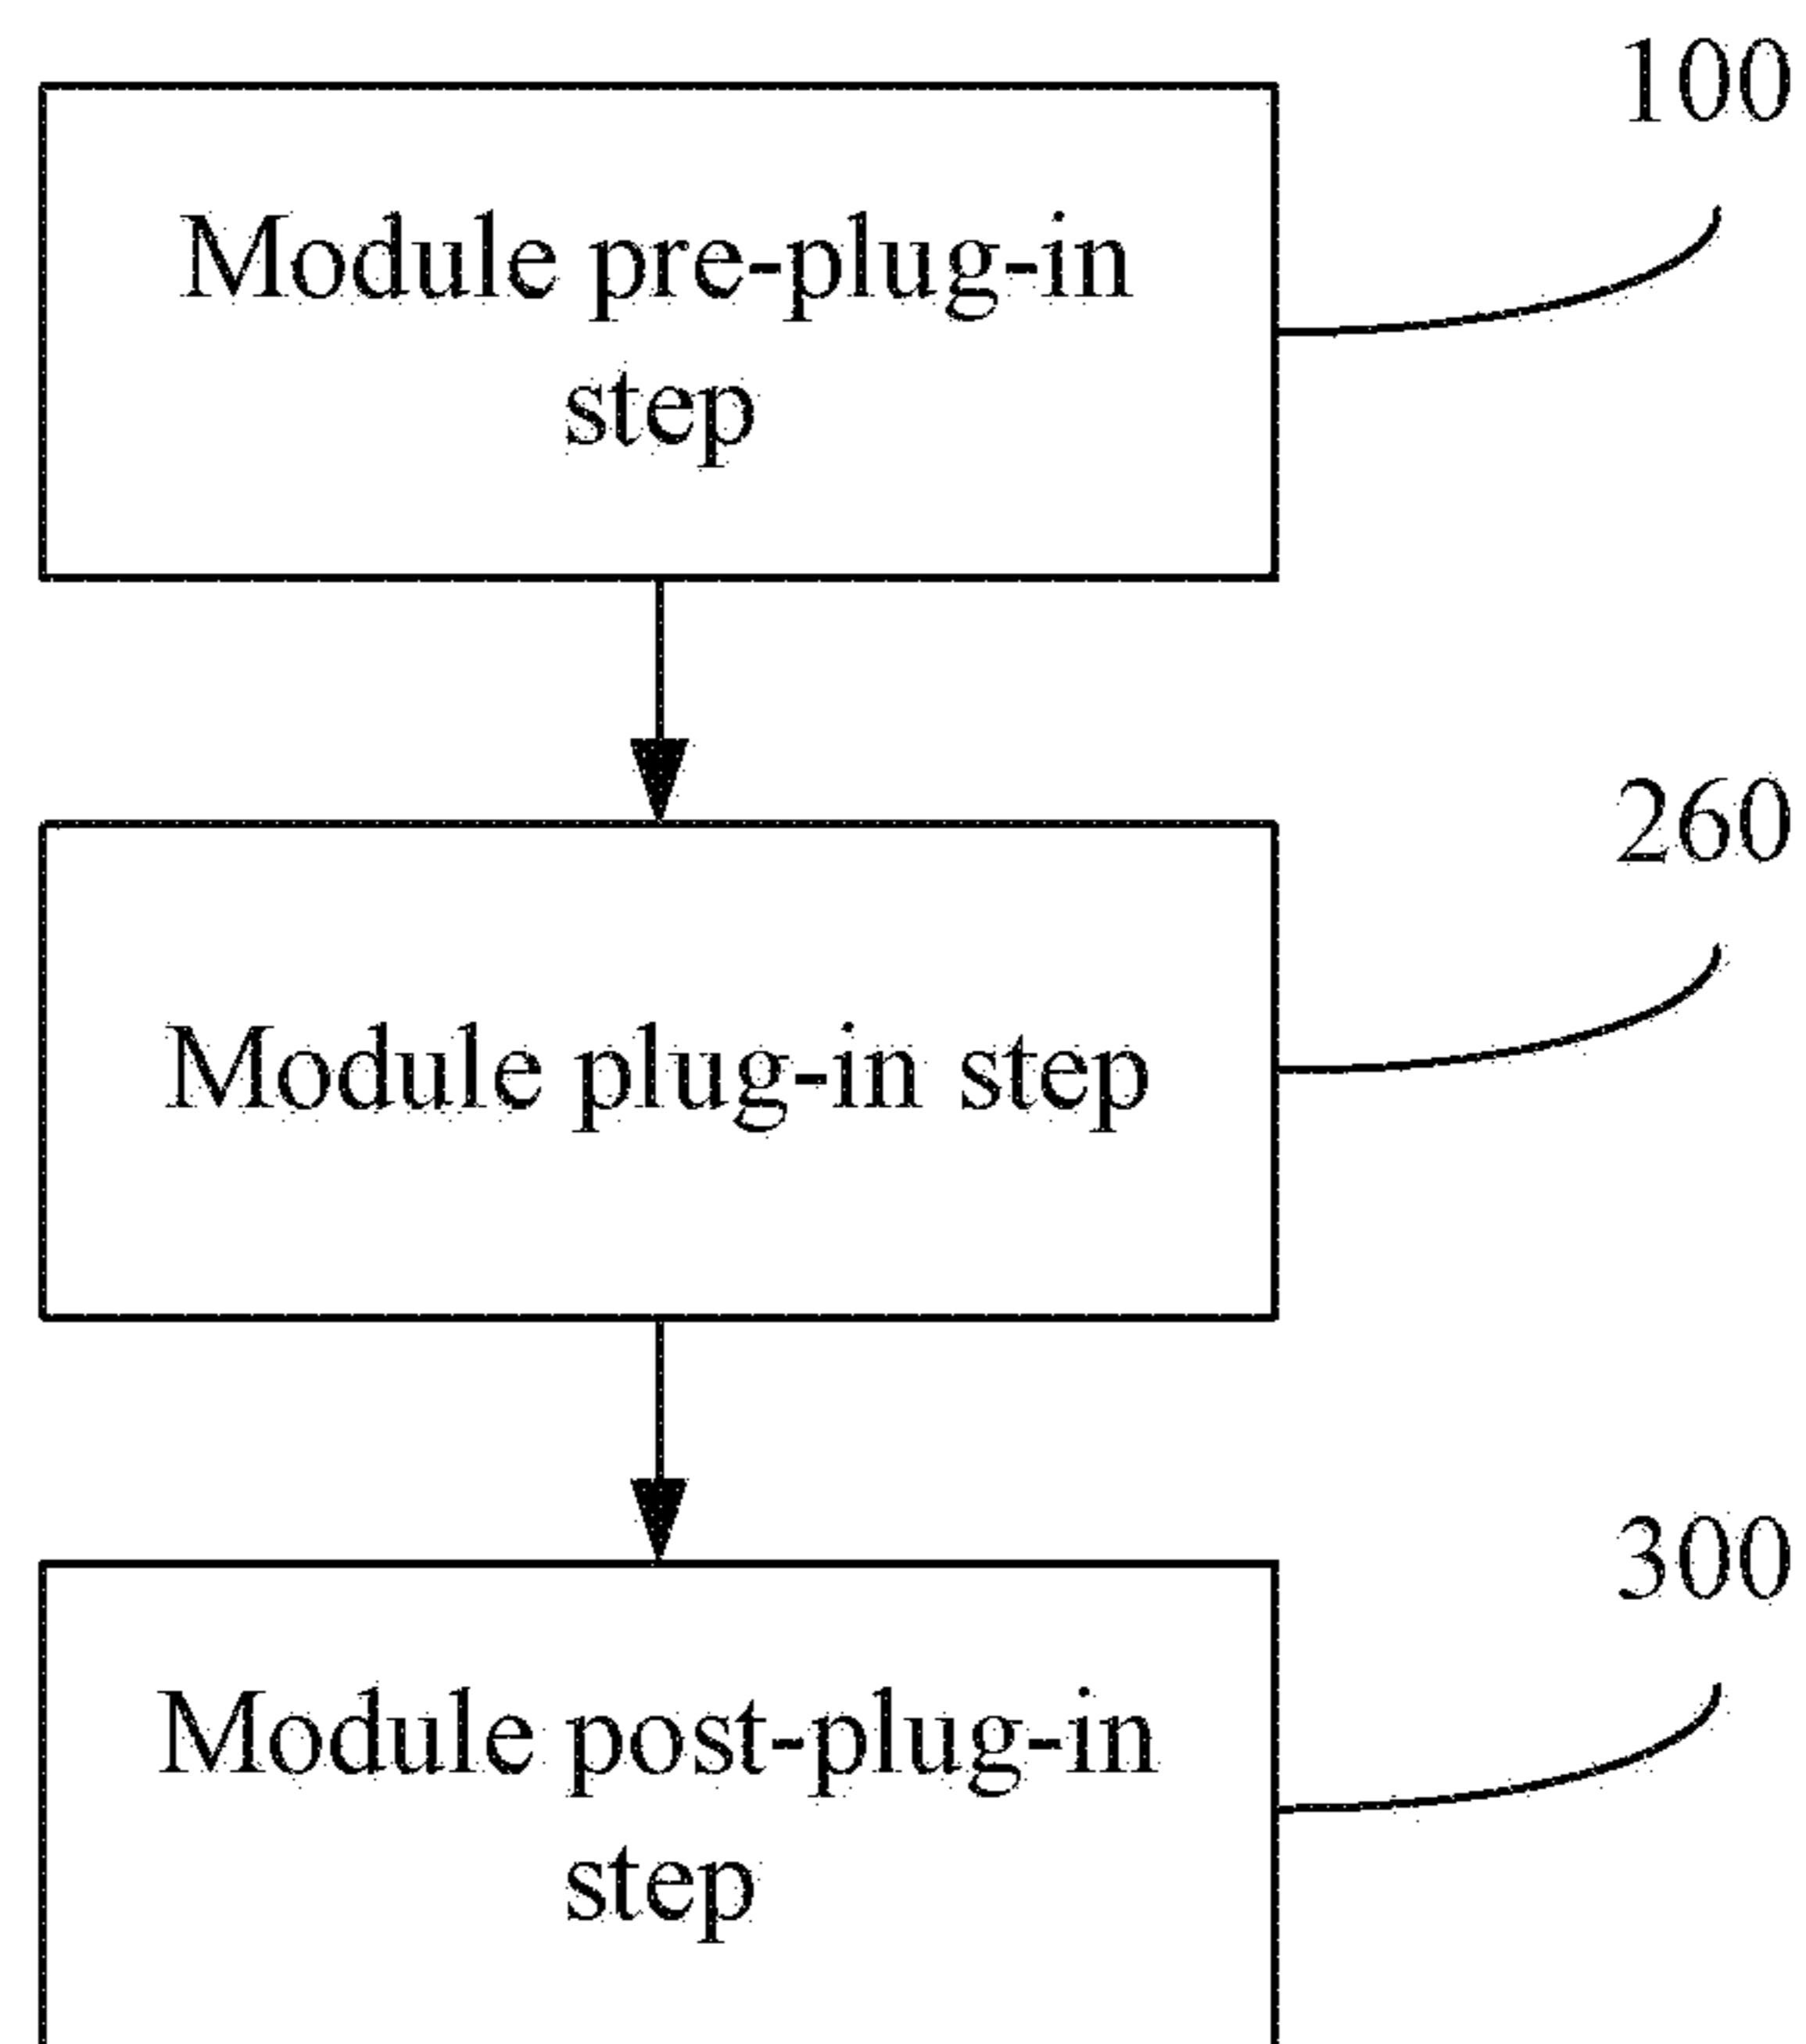 100
Module pre-plug-in
step
260
Module plug-in step
300
Module post-plug-in
step